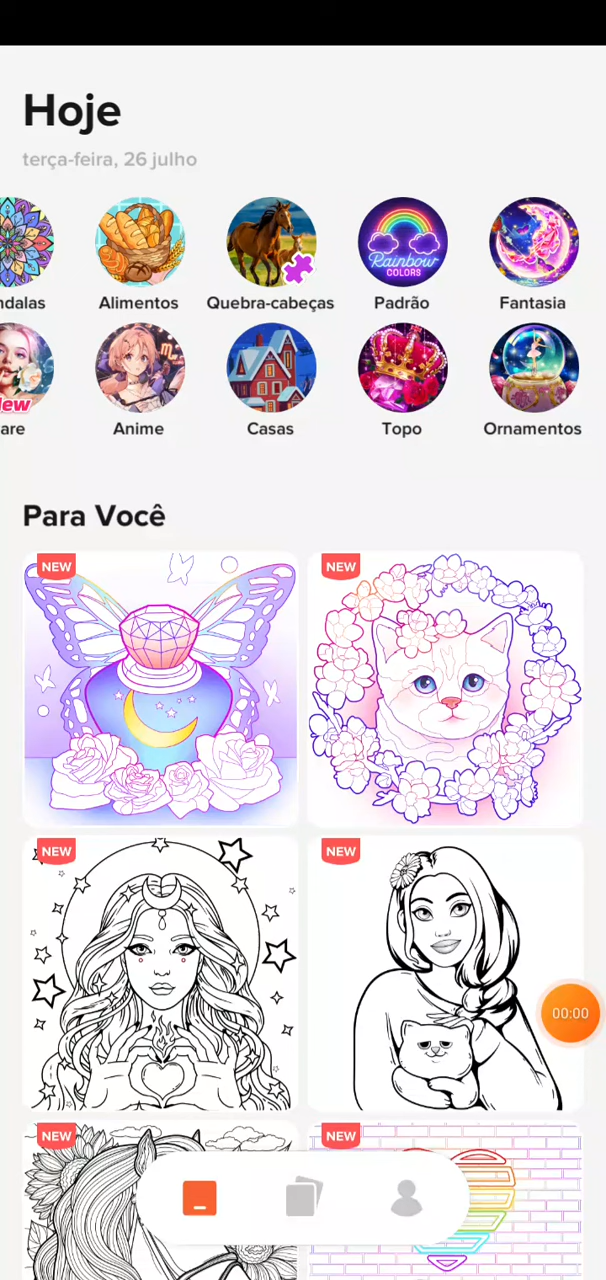 Hoje
terça-feira, 26 julho
Rainbow
COLORS
ndalas
Alimentos
Quebra-cabeças
Padrão
Fantasia
lew
are
Anime
Casas
Topo
Ornamentos
Para Você
NEW
NEW
NEW
NEW
00:00
NEW
NEW